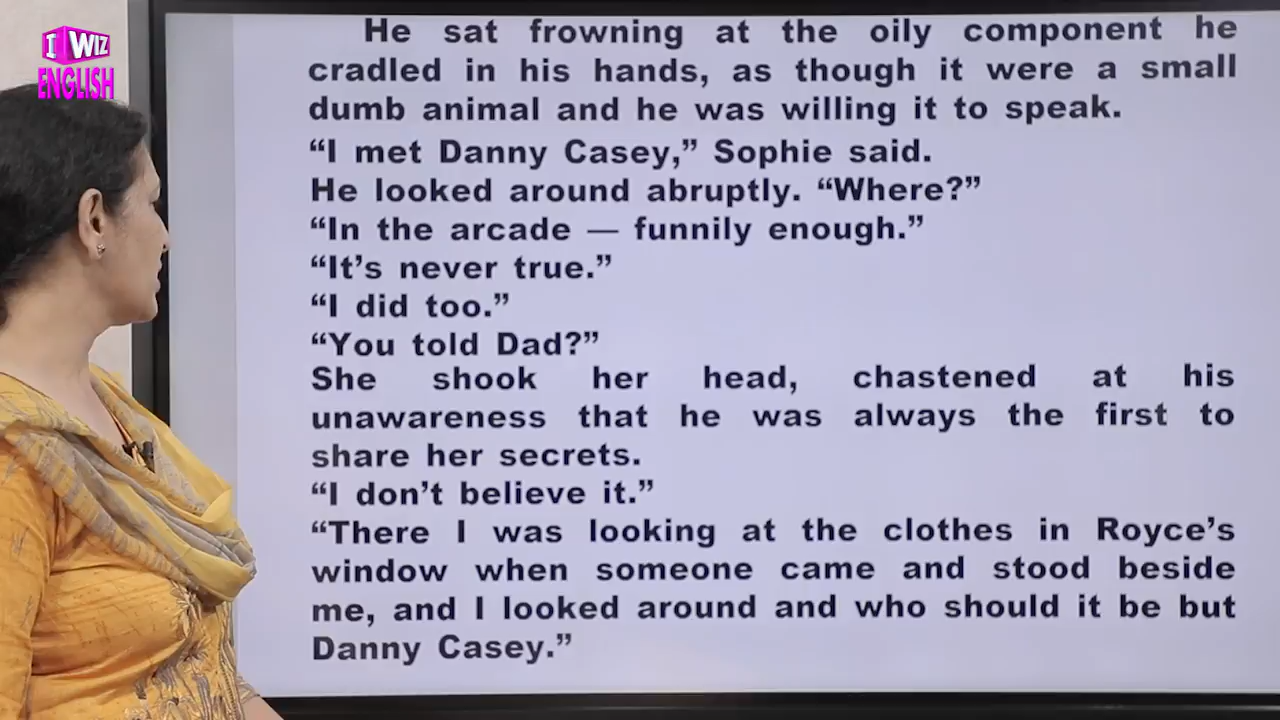 I WIZ
ENGLISH
He sat frowning at the oily component he
cradled in his hands, as though it were a small
dumb animal and he was willing it to speak.
“I met Danny Casey,” Sophie said.
He looked around abruptly. “Where?”
“In the arcade — funnily enough.”
“It’s never true.”
“I did too.”
“You told Dad?”
She shook her head, chastened at his
unawareness that he was always the first to
share her secrets.
“I don’t believe it.”
“There I was looking at the clothes in Royce’s
window when someone came and stood beside
me, and I looked around and who should it be but
Danny Casey.”